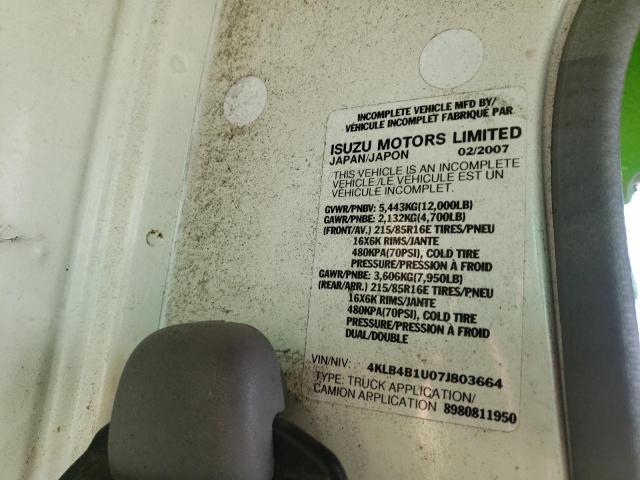 INCOMPLETE VEHICLE MFD BY/
VÉHICULE INCOMPLET FABRIQUÉ PAR
ISUZU MOTORS LIMITED
JAPAN/JAPON 02/2007
THIS VEHICLE IS AN INCOMPLETE
VEHICLE./LE VÉHICULE EST UN
VÉHICULE INCOMPLET.
GVWR/PNBV: 5,443KG(12,000LB)
GAWR/PNBE: 2,132KG(4,700LB)
(FRONT/AV.) 215/85R16E TIRES/PNEU
16X6K RIMS/JANTE
480KPA(70PSI), COLD TIRE
PRESSURE/PRESSION À FROID
GAWR/PNBE: 3,606KG(7,950LB)
(REAR/ARR.) 215/85R16E TIRES/PNEU
16X6K RIMS/JANTE
480KPA(70PSI), COLD TIRE
PRESSURE/PRESSION À FROID
DUAL/DOUBLE
VIN/NIV: 4KLB4B1U07J803664
TYPE: TRUCK APPLICATION/
CAMION APPLICATION 8980811950